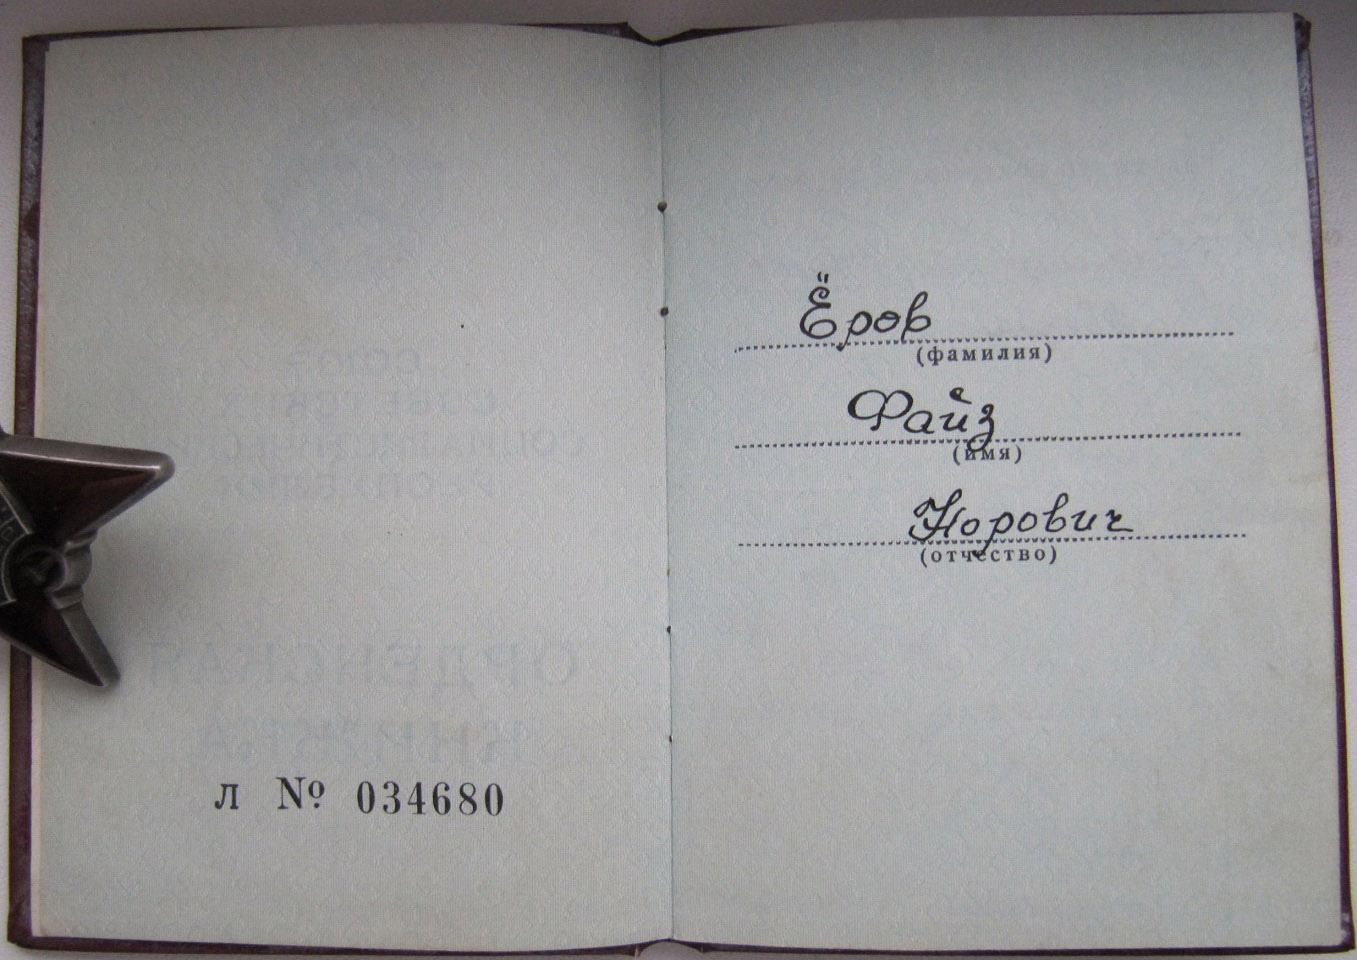 Л № 034680
Ёров
(фамилия)
Файз
(имя)
Норович
(отчество)